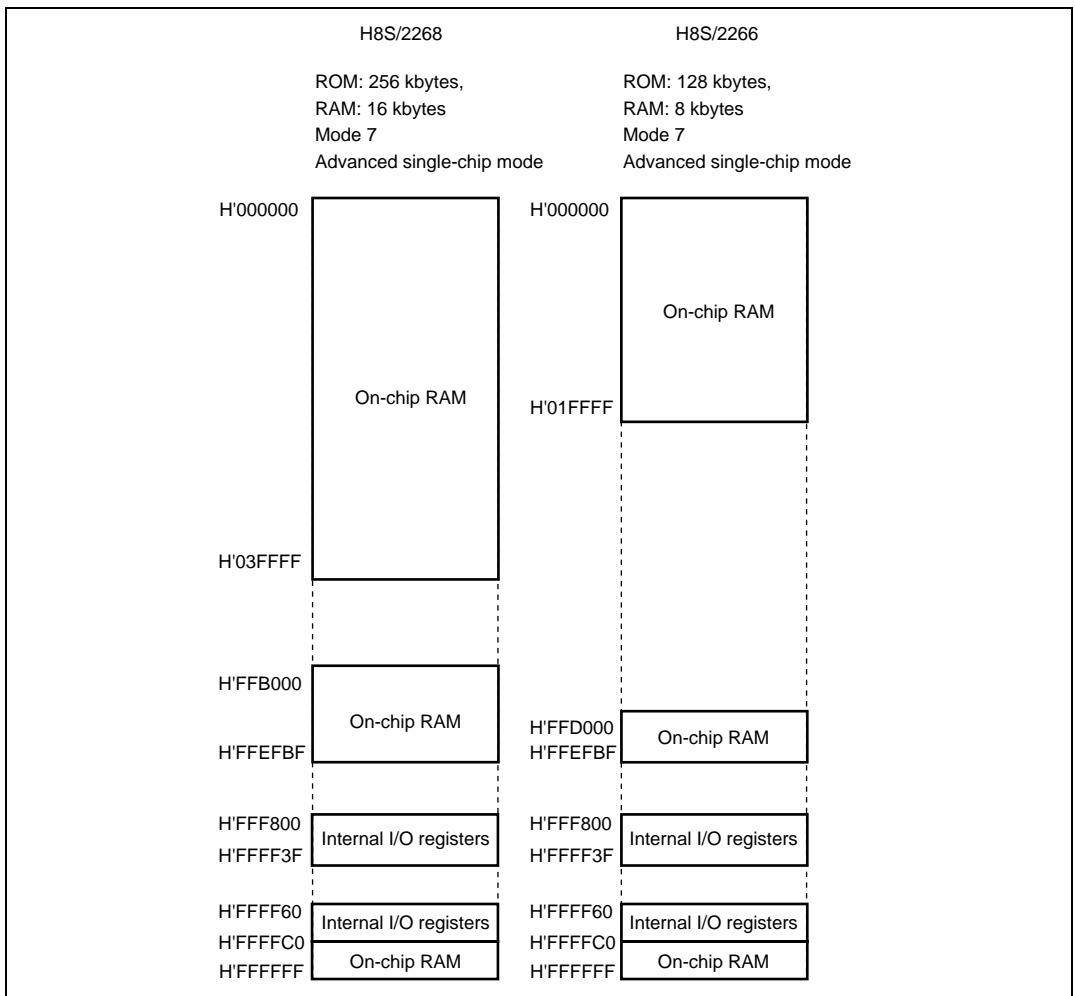 H8S/2268
ROM: 256 kbytes,
RAM: 16 kbytes
Mode 7
Advanced single-chip mode
H'000000
On-chip RAM
H'03FFFF
H'FFB000
On-chip RAM
H'FFEFBF
H'FFF800
Internal I/O registers
H'FFFF3F
H'FFFF60
Internal I/O registers
H'FFFFC0
On-chip RAM
H'FFFFFF
H8S/2266
ROM: 128 kbytes,
RAM: 8 kbytes
Mode 7
Advanced single-chip mode
H'000000
On-chip RAM
H'01FFFF
H'FFD000
On-chip RAM
H'FFEFBF
H'FFF800
Internal I/O registers
H'FFFF3F
H'FFFF60
Internal I/O registers
H'FFFFC0
On-chip RAM
H'FFFFFF